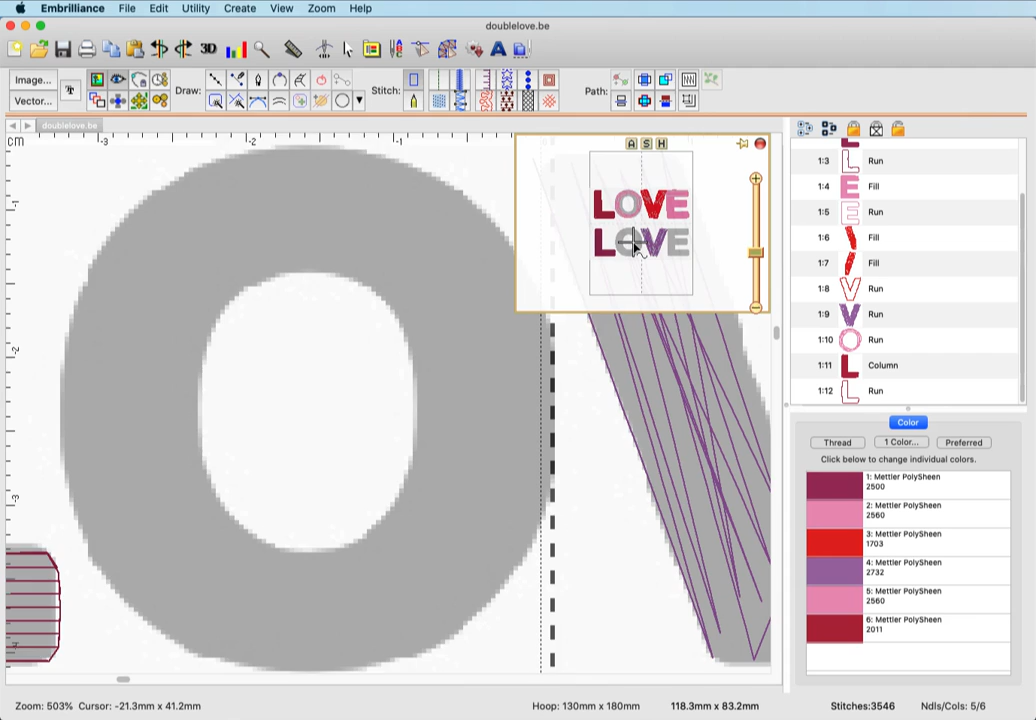 Embrilliance File Edit Utility Create View Zoom Help
doublelove.be
3D
Image...
Draw:
Stitch:
Path:
Vector...
doublelove.be
cm
-3
-2
-1
A S H
LOVE
LOVE
-1
-2
-3
1:3 Run
1:4 Fill
1:5 Run
1:6 Fill
1:7 Fill
1:8 Run
1:9 Run
1:10 Run
1:11 Column
1:12 Run
Color
Thread
1 Color...
Preferred
Click below to change individual colors.
1: Mettler PolySheen
2500
2: Mettler PolySheen
2560
3: Mettler PolySheen
1703
4: Mettler PolySheen
2732
5: Mettler PolySheen
2560
6: Mettler PolySheen
2011
Zoom: 503% Cursor: -21.3mm x 41.2mm
Hoop: 130mm x 180mm
118.3mm x 83.2mm
Stitches:3546
Ndls/Cols: 5/6